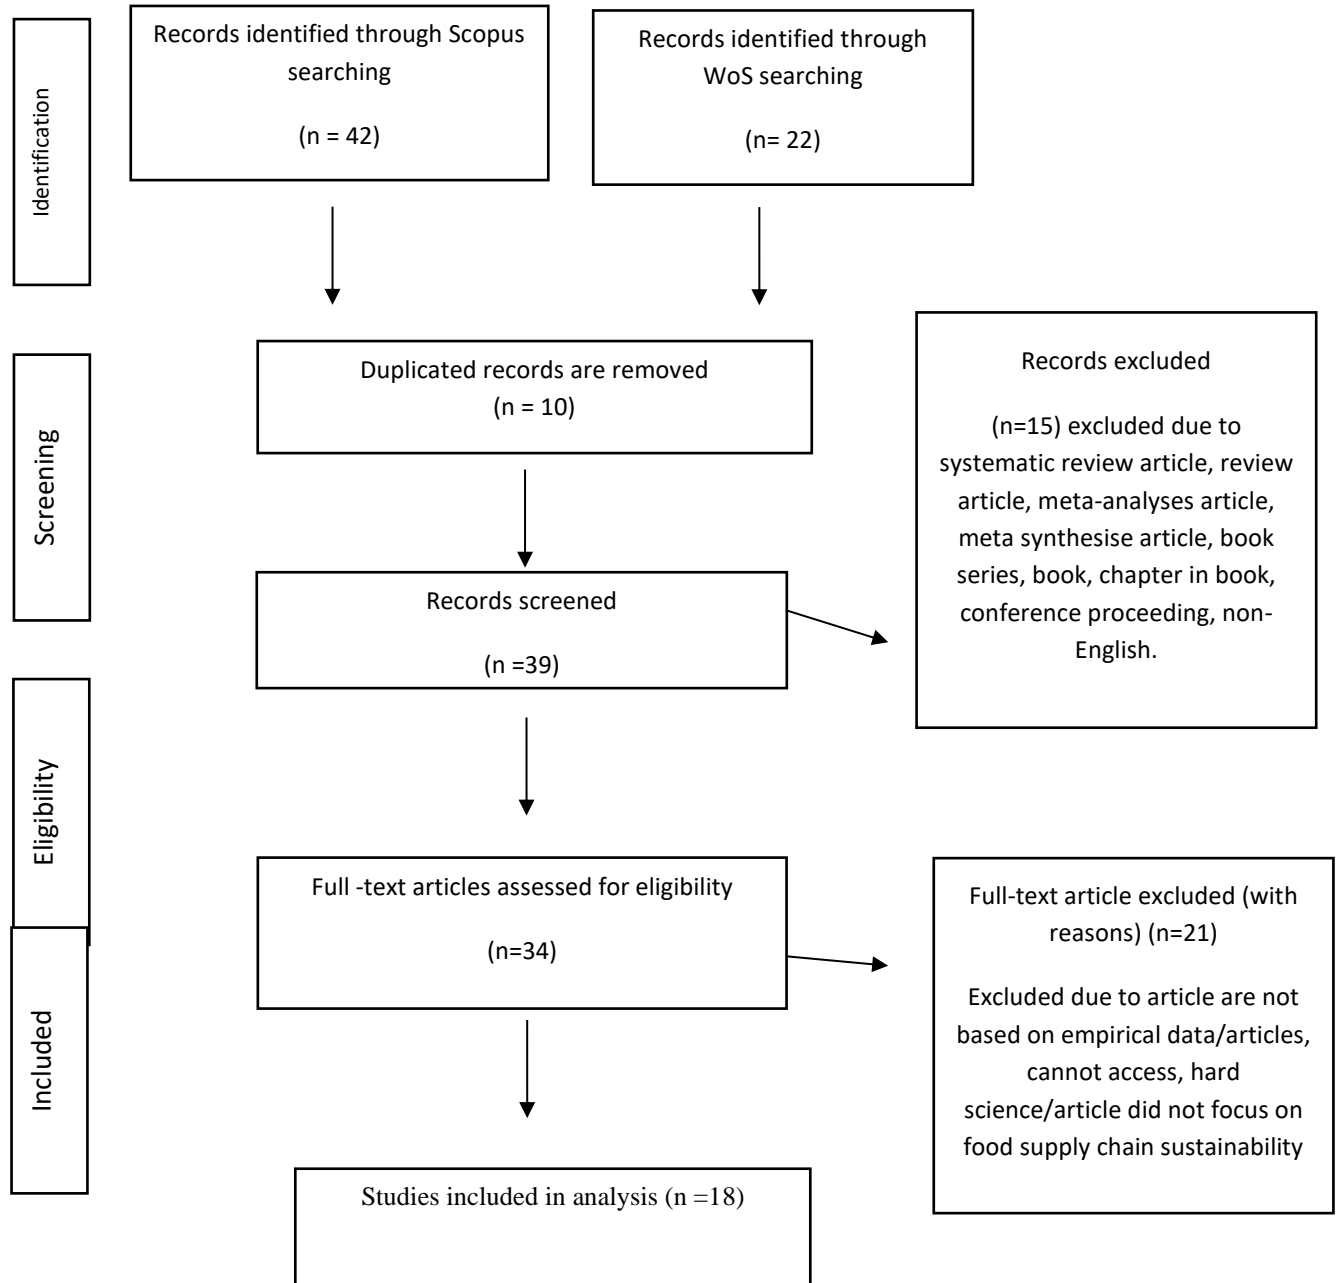 Identification
Records identified through Scopus
searching
(n = 42)
Records identified through
WoS searching
(n= 22)
Screening
Duplicated records are removed
(n = 10)
Records excluded
(n=15) excluded due to
systematic review article, review
article, meta-analyses article,
meta synthesise article, book
series, book, chapter in book,
conference proceeding, non-
English.
Records screened
(n =39)
Eligibility
Full -text articles assessed for eligibility
(n=34)
Full-text article excluded (with
reasons) (n=21)
Excluded due to article are not
based on empirical data/articles,
cannot access, hard
science/article did not focus on
food supply chain sustainability
Included
Studies included in analysis (n =18)